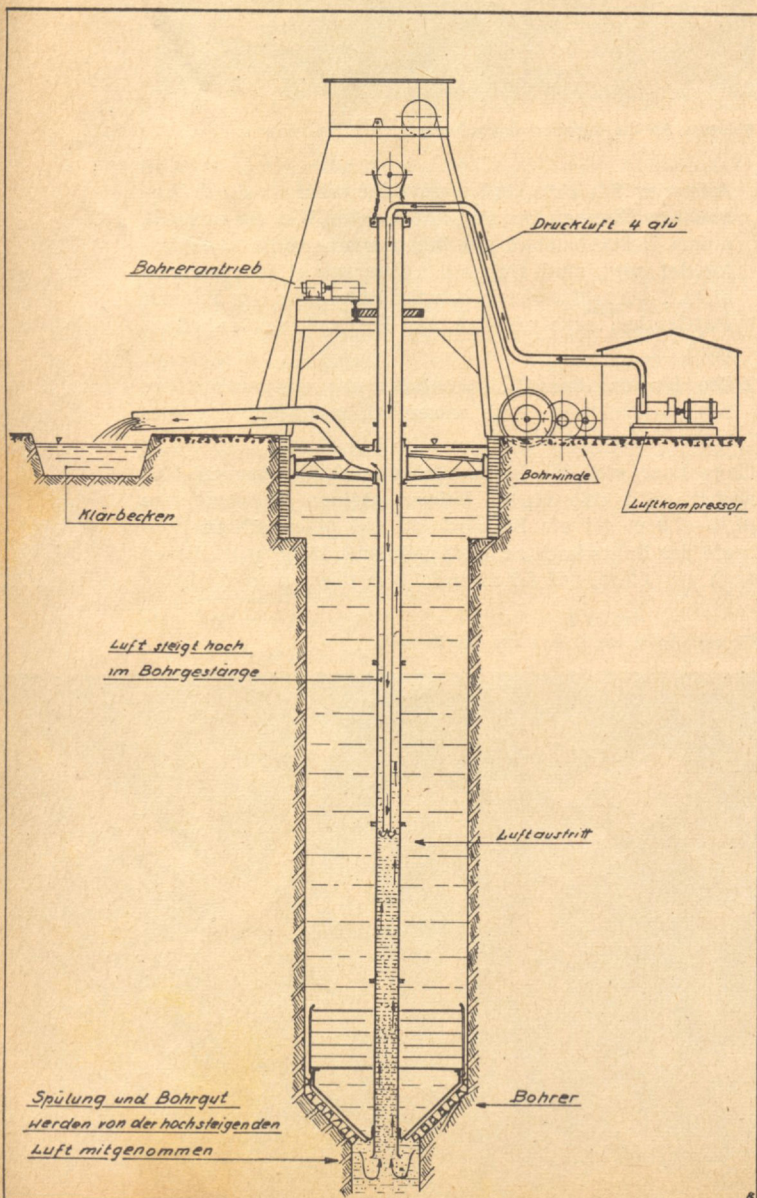 Druckluft 4 atü
Bohrerantrieb
Bohrwinde
Luftkompressor
Klärbecken
Luft steigt hoch
im Bohrgestänge
Luftaustritt
Bohrer
Spülung und Bohrgut
werden von der hochsteigenden
Luft mitgenommen